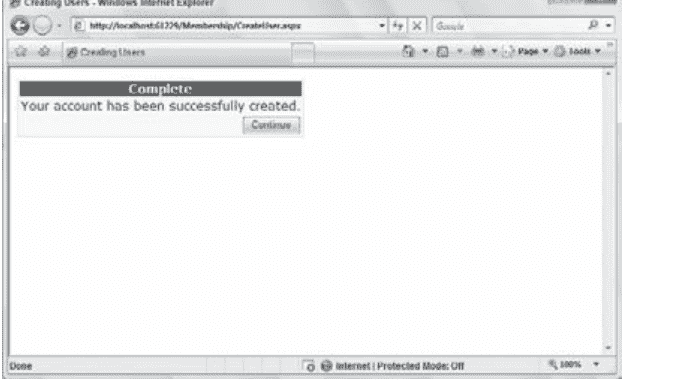 Creating Users - Windows Internet Explorer
http://localhost:61229/Membership/CreateUser.aspx
Google
Creating Users
Page
Tools
Complete
Your account has been successfully created.
Continue
Done
Internet | Protected Mode: Off
100%